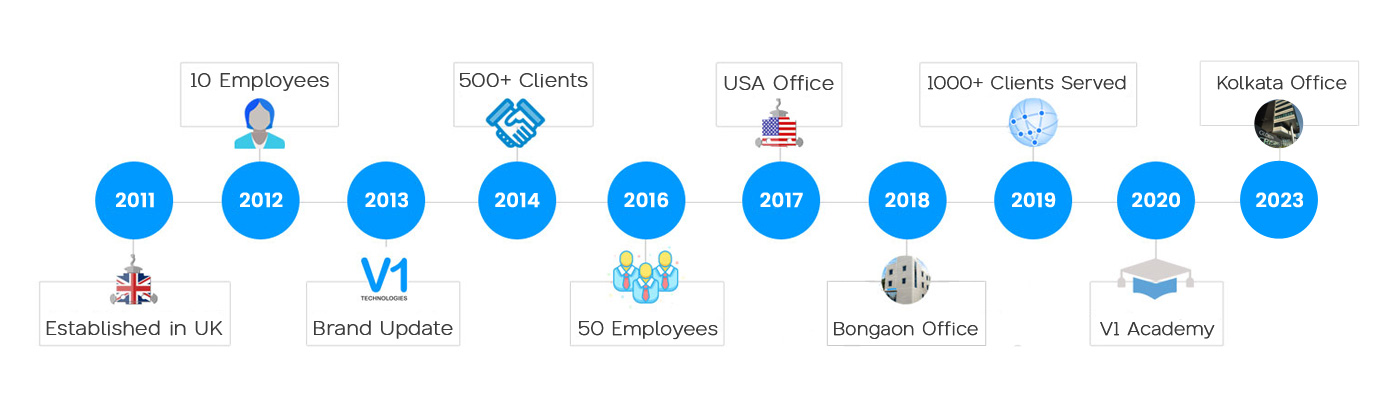 10 Employees
500+ Clients
USA Office
1000+ Clients Served
Kolkata Office
2011
2012
2013
2014
2016
2017
2018
2019
2020
2023
V1
TECHNOLOGIES
Established in UK
Brand Update
50 Employees
Bongaon Office
V1 Academy